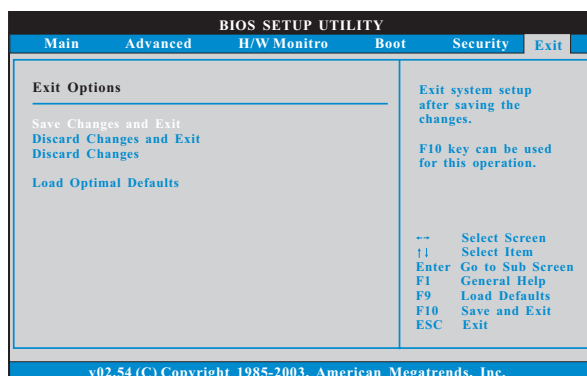 BIOS SETUP UTILITY
Main Advanced H/W Monitro Boot Security Exit
Exit Options
Save Changes and Exit
Discard Changes and Exit
Discard Changes
Load Optimal Defaults
Exit system setup
after saving the
changes.
F10 key can be used
for this operation.
←→ Select Screen
↑↓ Select Item
Enter Go to Sub Screen
F1 General Help
F9 Load Defaults
F10 Save and Exit
ESC Exit
v02.54 (C) Copyright 1985-2003, American Megatrends, Inc.